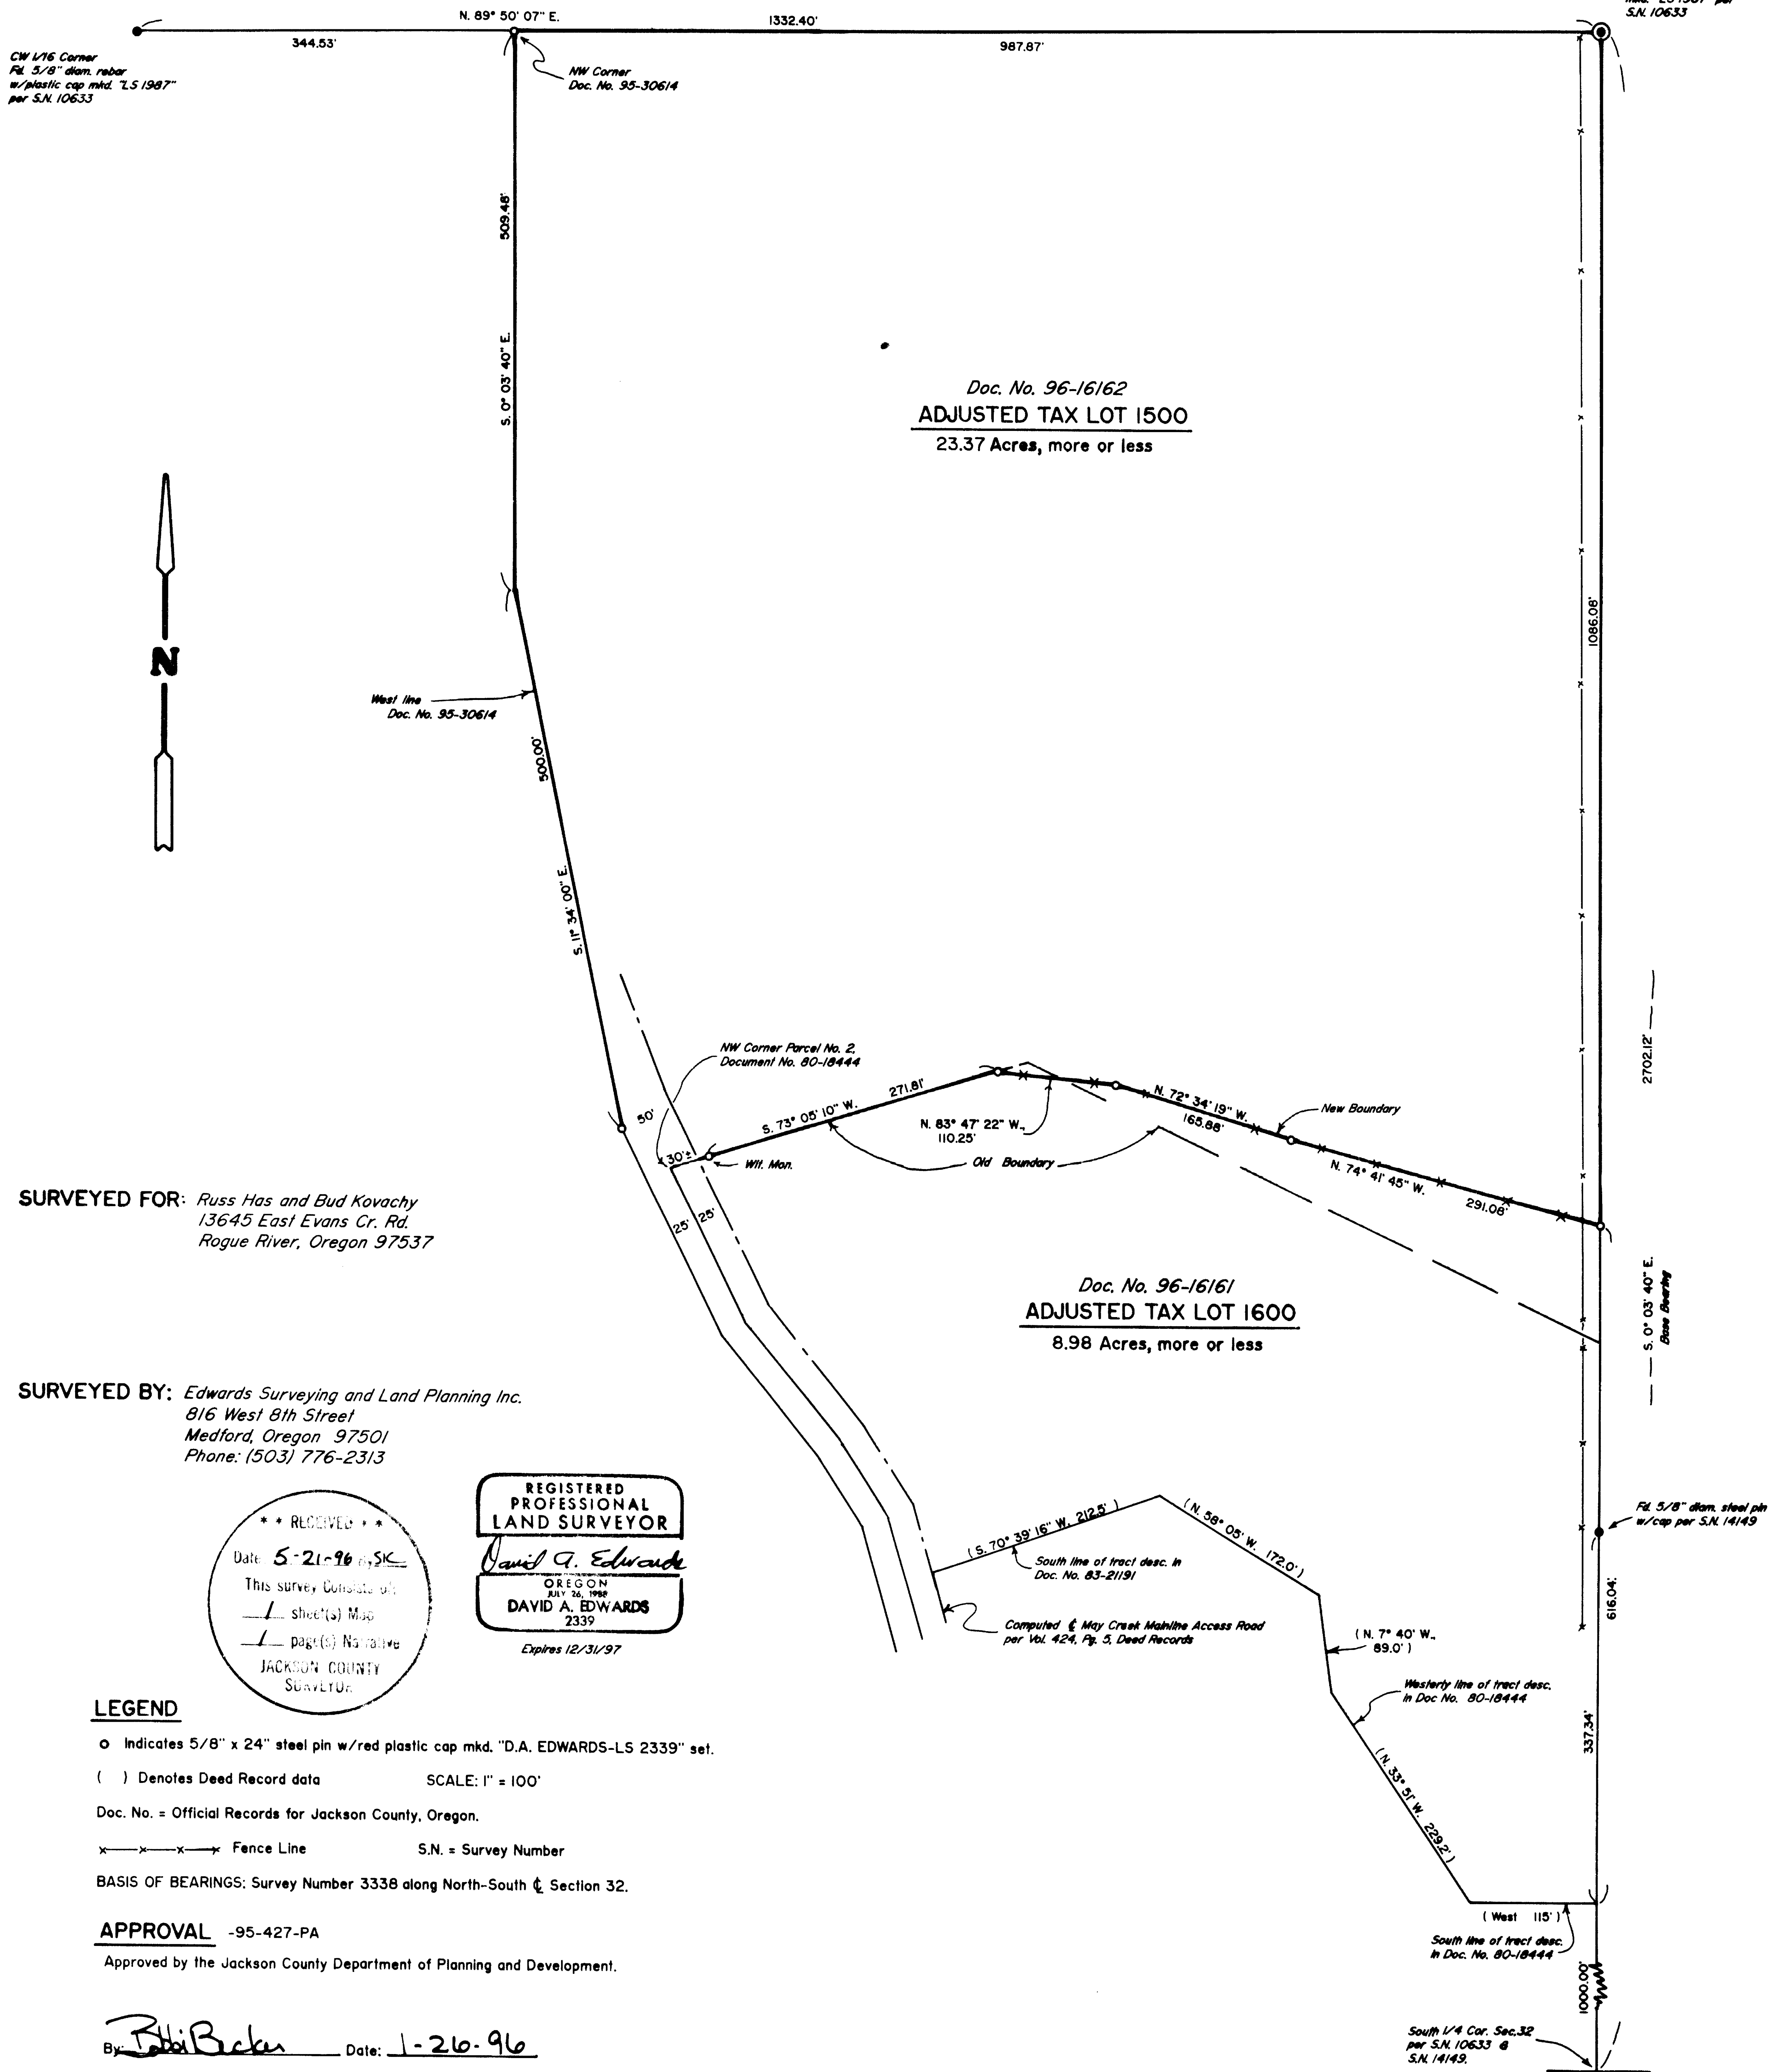 N. 89° 50' 07" E.
1332.40'
S.N. 10633
344.53'
987.87'
CW 1/16 Corner
Fd. 5/8" diam. rebar
w/plastic cap mkd. "LS 1987"
per S.N. 10633
NW Corner
Doc. No. 95-30614
509.48'
S. 0° 03' 40" E.
Doc. No. 96-16162
ADJUSTED TAX LOT 1500
23.37 Acres, more or less
1086.08'
N
West line
Doc. No. 95-30614
500.00'
S. 11° 34' 00" E.
2702.12'
NW Corner Parcel No. 2,
Document No. 80-18444
50'
271.81'
S. 73° 05' 10" W.
N. 83° 47' 22" W.,
110.25'
N. 72° 34' 19" W.
165.88'
New Boundary
30'±
Wit. Mon.
Old Boundary
N. 74° 41' 45" W.
291.08'
25'
25'
SURVEYED FOR: Russ Has and Bud Kovachy
13645 East Evans Cr. Rd.
Rogue River, Oregon 97537
Doc. No. 96-16161
ADJUSTED TAX LOT 1600
8.98 Acres, more or less
S. 0° 03' 40" E.
Base Bearing
SURVEYED BY: Edwards Surveying and Land Planning Inc.
816 West 8th Street
Medford, Oregon 97501
Phone: (503) 776-2313
* * RECEIVED * *
Date 5-21-96 By SK
This survey Consists of:
1 sheet(s) Map
1 page(s) Narrative
JACKSON COUNTY
SURVEYOR
REGISTERED
PROFESSIONAL
LAND SURVEYOR
David A. Edwards
OREGON
JULY 26, 1988
DAVID A. EDWARDS
2339
Expires 12/31/97
( S. 70° 39' 16" W. 212.5' )
( N. 58° 05' W. 172.0' )
South line of tract desc. in
Doc. No. 83-21191
Fd. 5/8" diam. steel pin
w/cap per S.N. 14149
Computed ℄ May Creek Mainline Access Road
per Vol. 424, Pg. 5, Deed Records
616.04'
( N. 7° 40' W.,
89.0' )
Westerly line of tract desc.
in Doc No. 80-18444
337.34'
( N. 33° 51' W. 229.2' )
( West 115' )
South line of tract desc.
in Doc. No. 80-18444
1000.00'
South 1/4 Cor. Sec.32
per S.N. 10633 &
S.N. 14149.
LEGEND
o Indicates 5/8" x 24" steel pin w/red plastic cap mkd. "D.A. EDWARDS-LS 2339" set.
( ) Denotes Deed Record data SCALE: 1" = 100'
Doc. No. = Official Records for Jackson County, Oregon.
x—x—x—x Fence Line S.N. = Survey Number
BASIS OF BEARINGS: Survey Number 3338 along North-South ℄ Section 32.
APPROVAL -95-427-PA
Approved by the Jackson County Department of Planning and Development.
By: Bobbi Becker Date: 1-26-96